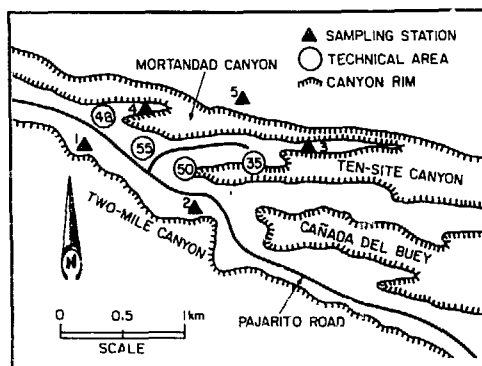 SAMPLING STATION
TECHNICAL AREA
CANYON RIM
MORTANDAD CANYON
5
48
4
1
55
3
50
35
TEN-SITE CANYON
2
TWO-MILE CANYON
CAÑADA DEL BUEY
N
PAJARITO ROAD
0 0.5 1km
SCALE